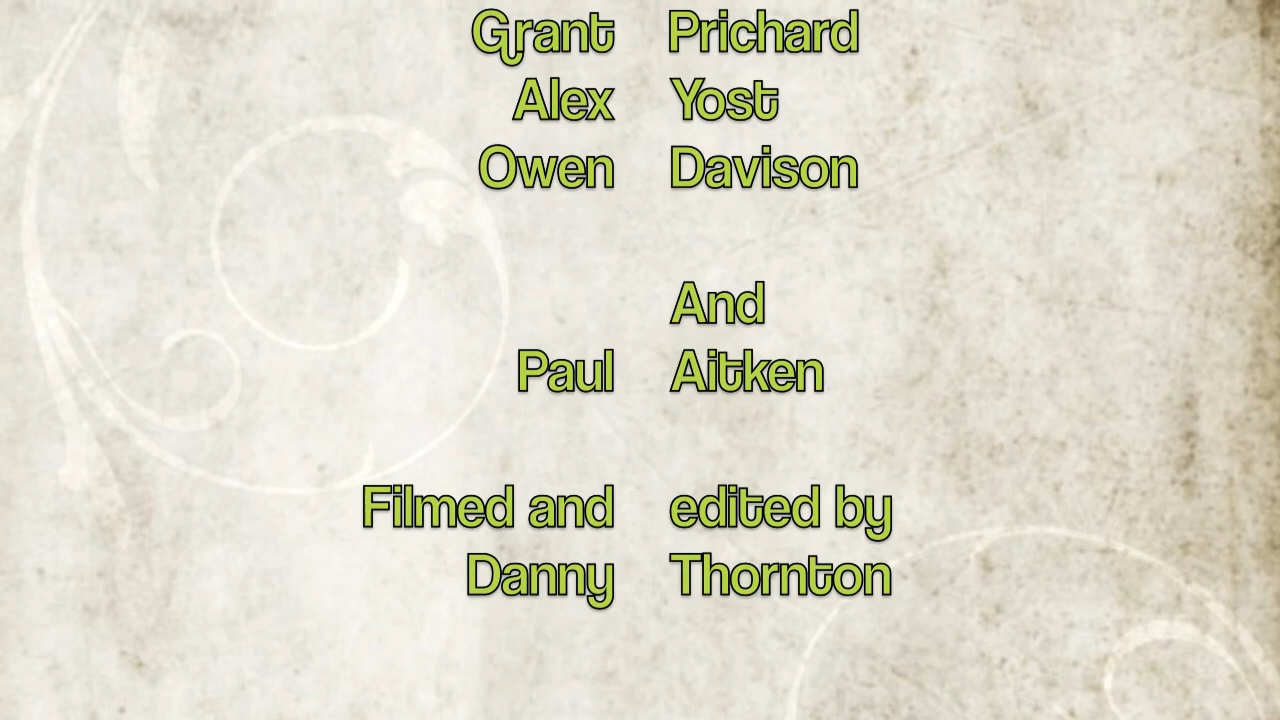 Grant Prichard
Alex Yost
Owen Davison
And
Paul Aitken
Filmed and edited by
Danny Thornton